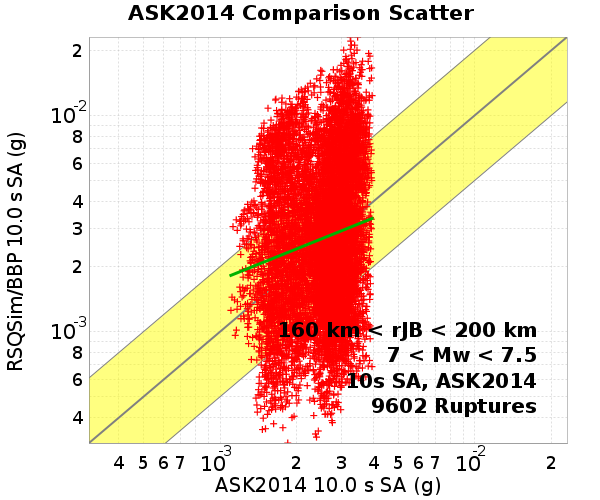 ASK2014 Comparison Scatter
RSQSim/BBP 10.0 s SA (g)
2
10-2
8
6
4
3
2
10-3
8
6
4
160 km < rJB < 200 km
7 < Mw < 7.5
10s SA, ASK2014
9602 Ruptures
4 5 6 7 10-3 2 3 4 5 6 7 10-2 2
ASK2014 10.0 s SA (g)